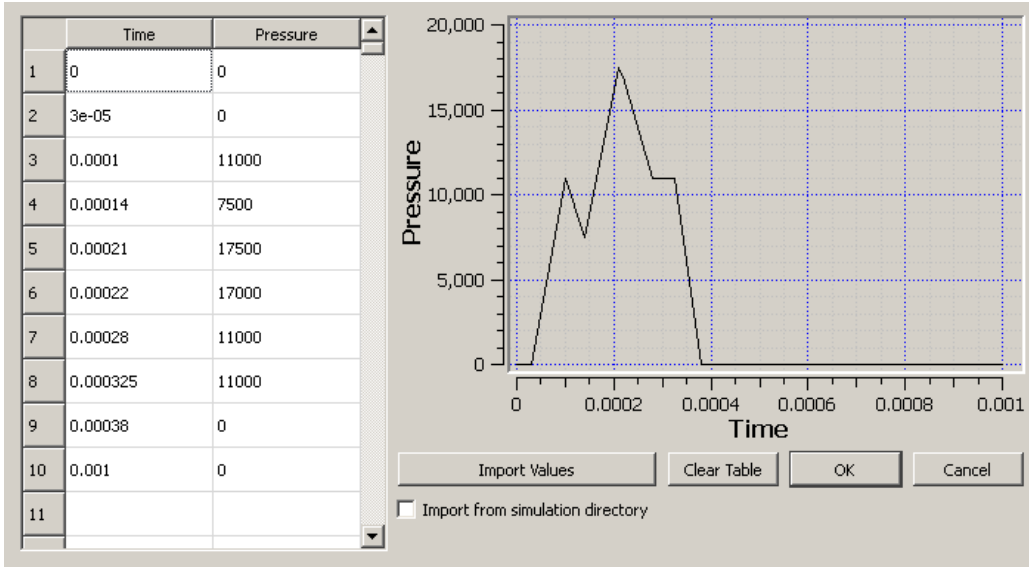 Time Pressure
1 0 0
2 3e-05 0
3 0.0001 11000
4 0.00014 7500
5 0.00021 17500
6 0.00022 17000
7 0.00028 11000
8 0.000325 11000
9 0.00038 0
10 0.001 0
11
20,000
15,000
10,000
5,000
0
Pressure
0 0.0002 0.0004 0.0006 0.0008 0.001
Time
Import Values Clear Table OK Cancel
Import from simulation directory